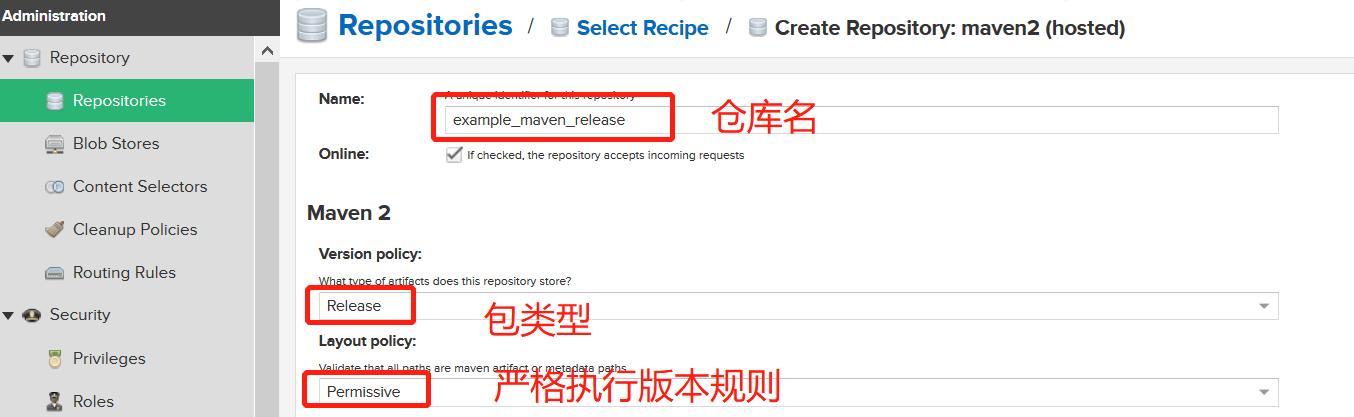 Administration
Repository
Repositories
Blob Stores
Content Selectors
Cleanup Policies
Routing Rules
Security
Privileges
Roles
Repositories / Select Recipe / Create Repository: maven2 (hosted)
Name:
A unique identifier for this repository
example_maven_release
仓库名
Online:
If checked, the repository accepts incoming requests
Maven 2
Version policy:
What type of artifacts does this repository store?
Release
包类型
Layout policy:
Validate that all paths are maven artifact or metadata paths
Permissive
严格执行版本规则